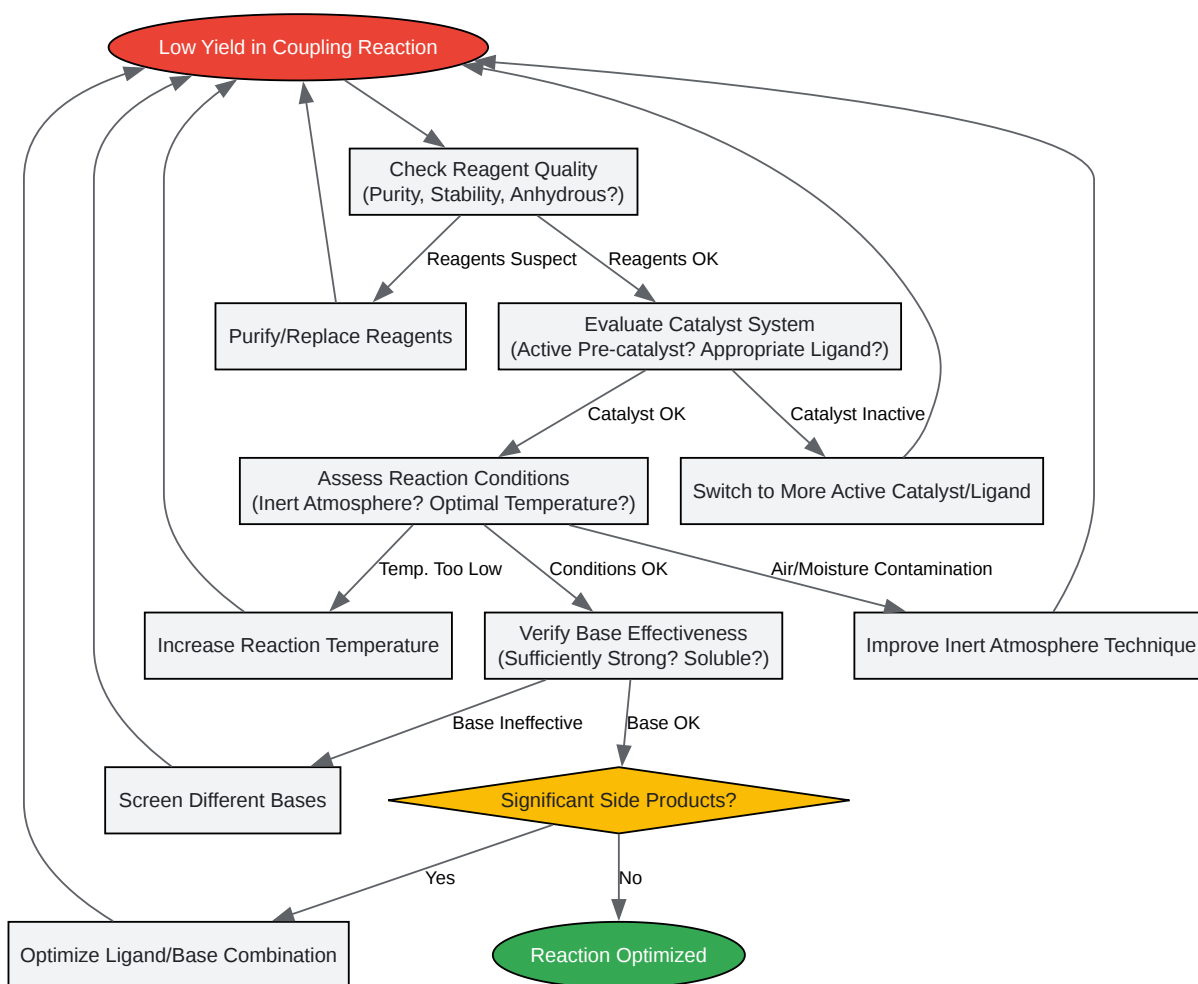 Low Yield in Coupling Reaction
Check Reagent Quality
(Purity, Stability, Anhydrous?)
Reagents Suspect
Reagents OK
Purify/Replace Reagents
Evaluate Catalyst System
(Active Pre-catalyst? Appropriate Ligand?)
Catalyst OK
Catalyst Inactive
Assess Reaction Conditions
(Inert Atmosphere? Optimal Temperature?)
Switch to More Active Catalyst/Ligand
Temp. Too Low
Conditions OK
Air/Moisture Contamination
Increase Reaction Temperature
Verify Base Effectiveness
(Sufficiently Strong? Soluble?)
Improve Inert Atmosphere Technique
Base Ineffective
Base OK
Screen Different Bases
Significant Side Products?
Yes
No
Optimize Ligand/Base Combination
Reaction Optimized